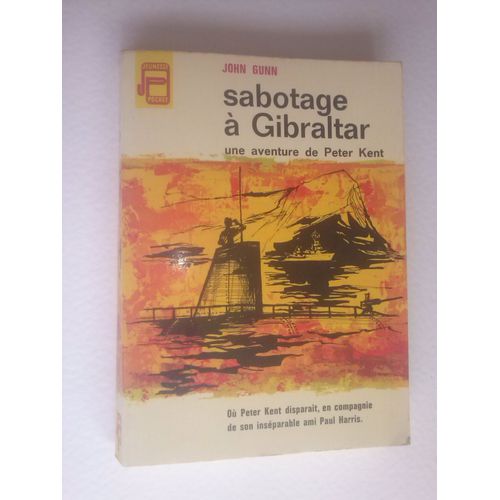 JEUNESSE
POCKET
JOHN GUNN
sabotage
à Gibraltar
une aventure de Peter Kent
Où Peter Kent disparait, en compagnie
de son inséparable ami Paul Harris.